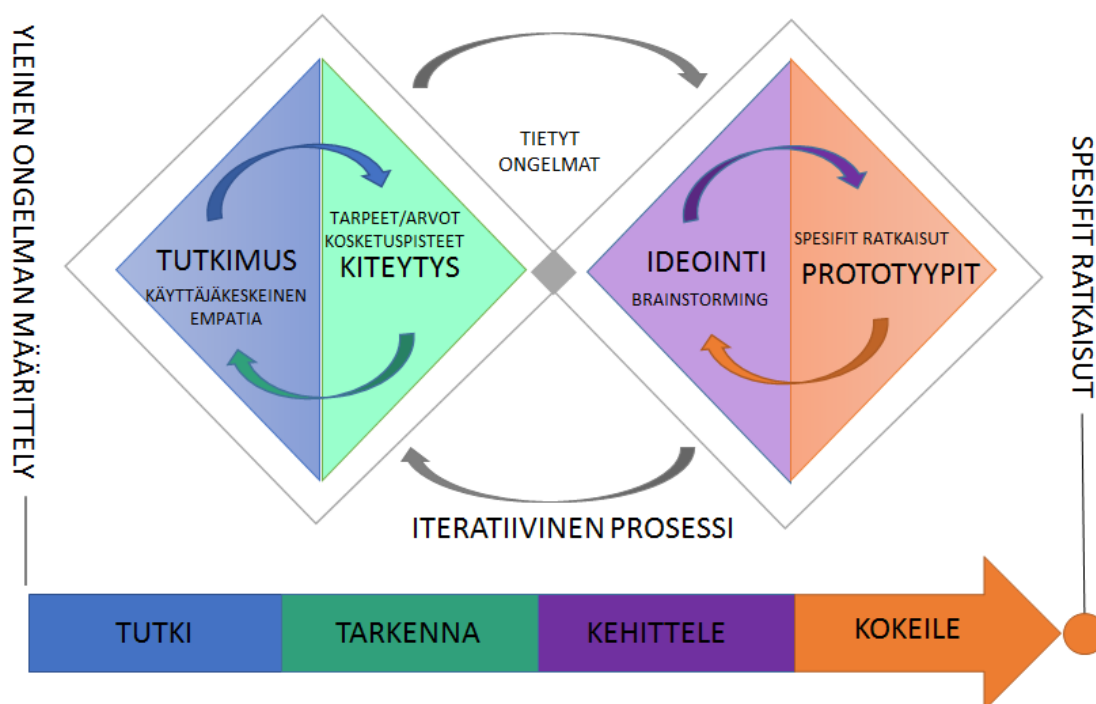 YLEINEN ONGELMAN MÄÄRITTELY
TUTKIMUS
KÄYTTÄJÄKESKEINEN
EMPATIA
TARPEET/ARVOT
KOSKETUSPISTEET
KITEYTYS
TIETYT
ONGELMAT
IDEOINTI
BRAINSTORMING
SPESIFIT RATKAISUT
PROTOTYYPIT
SPESIFIT RATKAISUT
ITERATIIVINEN PROSESSI
TUTKI
TARKENNA
KEHITTELE
KOKEILE